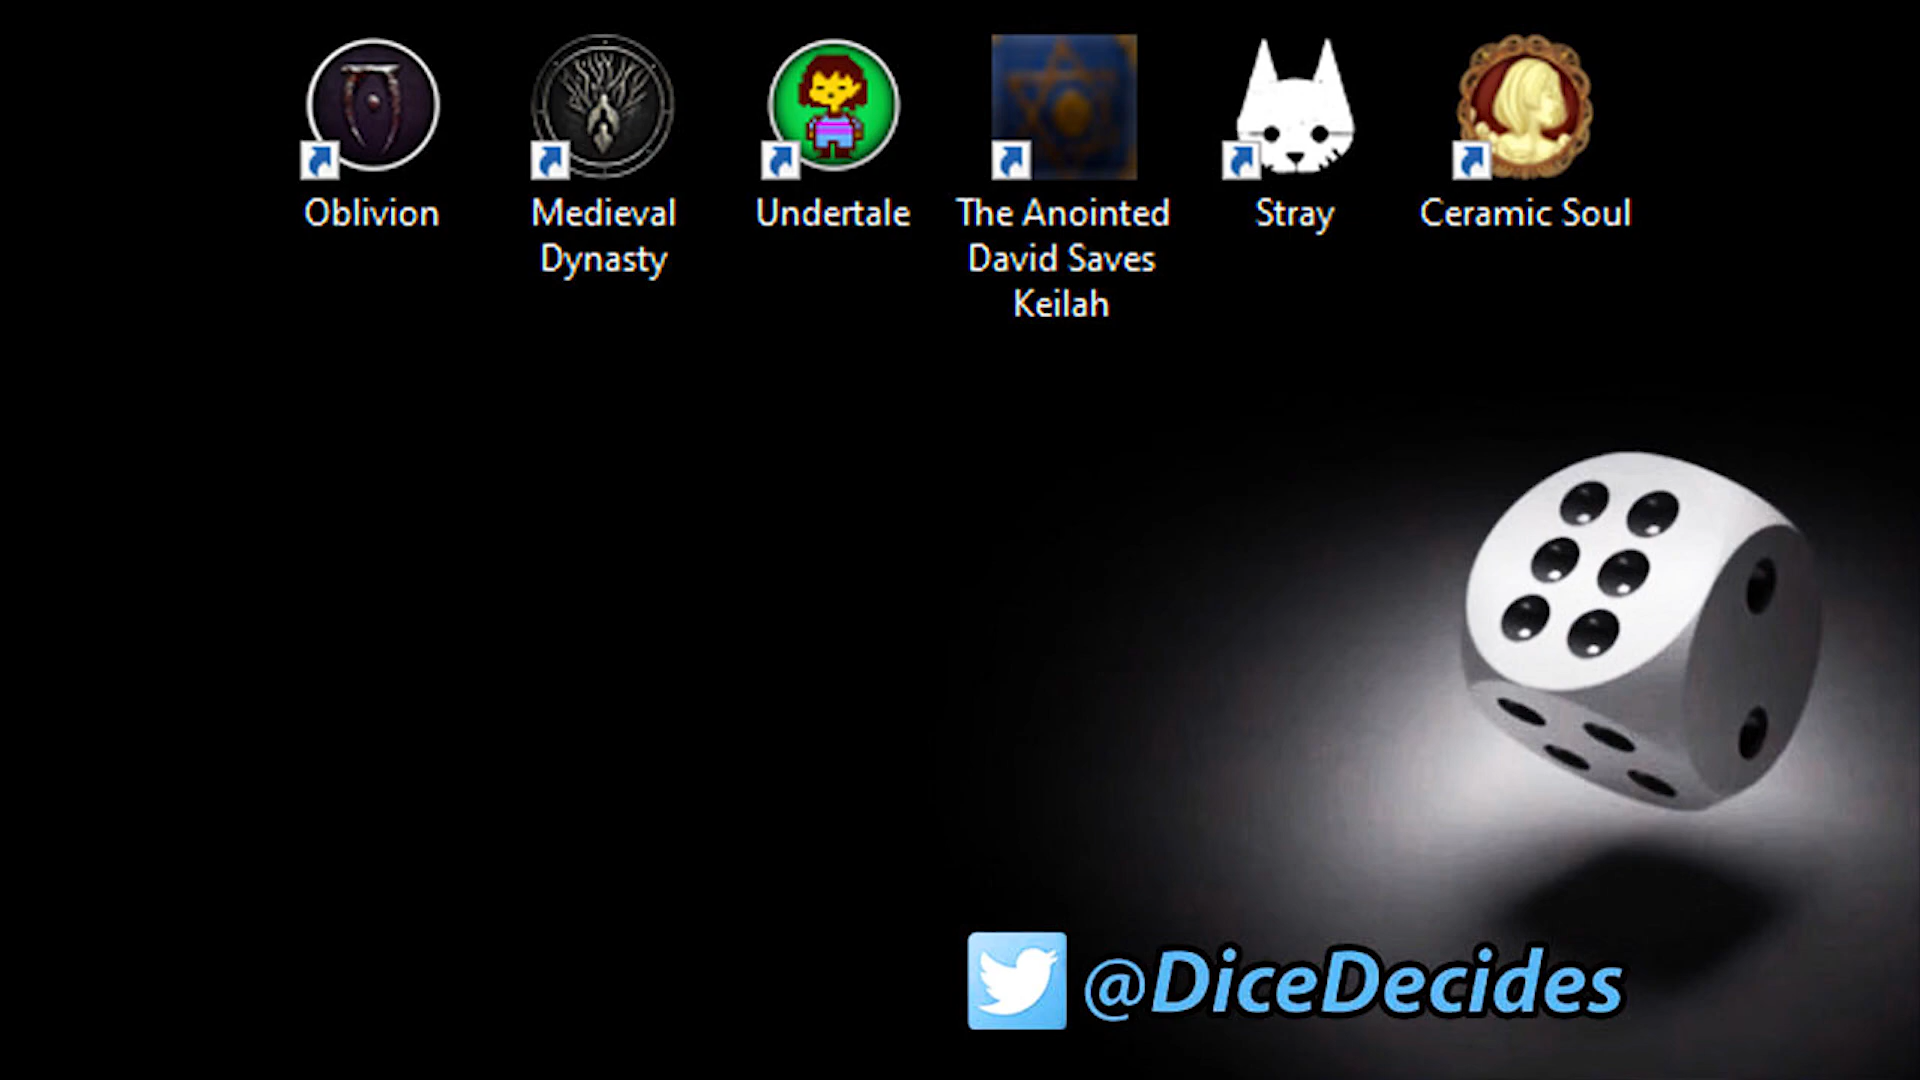 Oblivion
Medieval
Dynasty
Undertale
The Anointed
David Saves
Keilah
Stray
Ceramic Soul
@DiceDecides